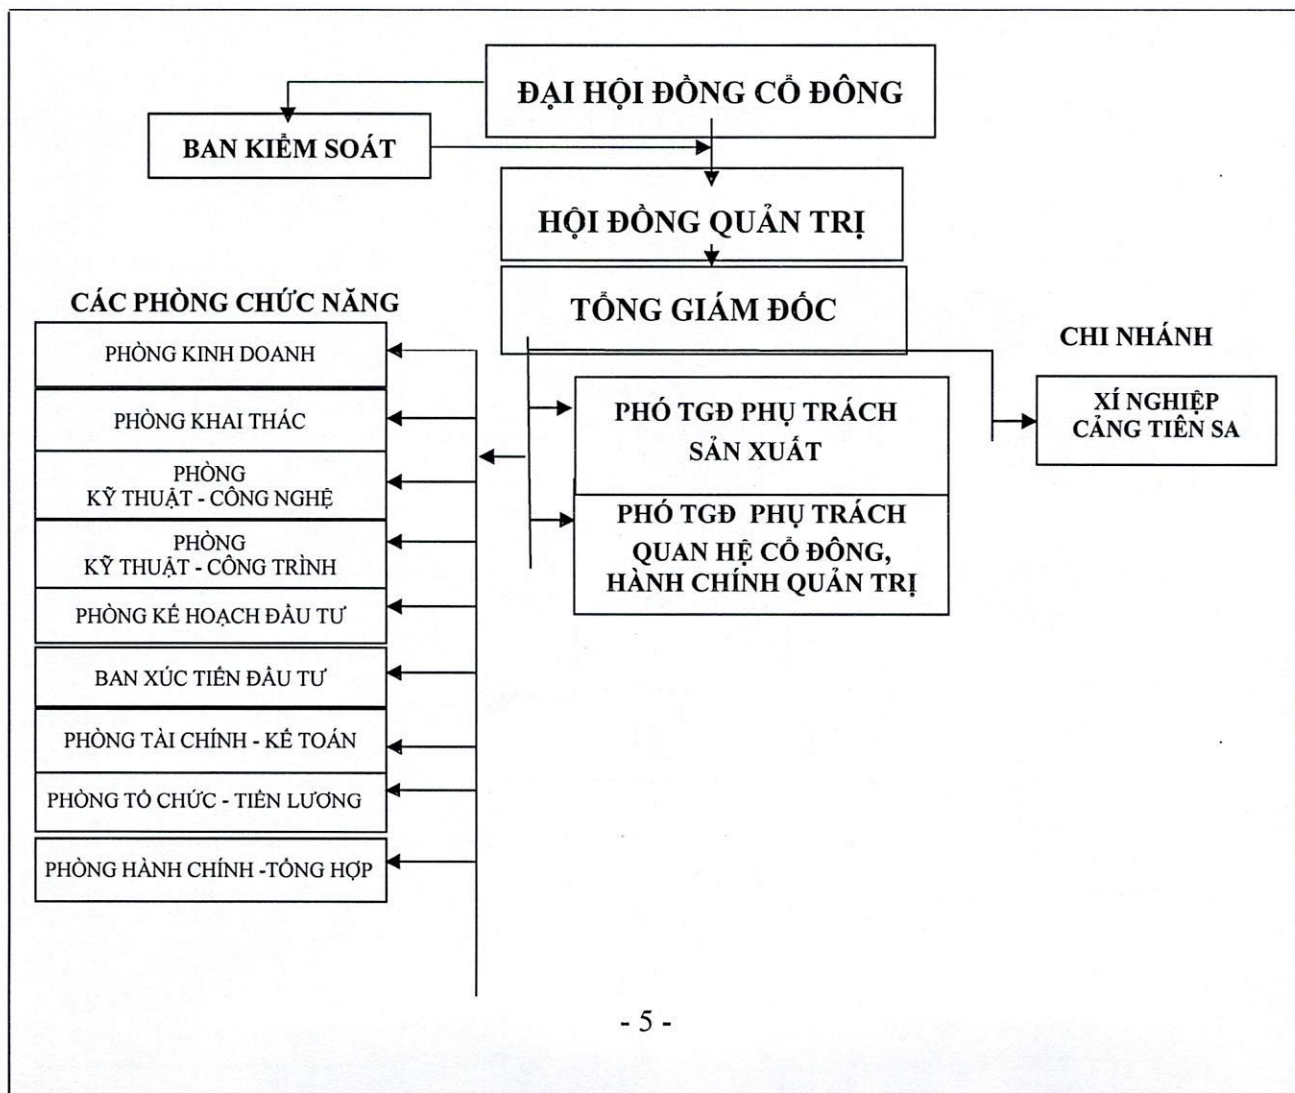 ĐẠI HỘI ĐỒNG CỔ ĐÔNG
BAN KIỂM SOÁT
HỘI ĐỒNG QUẢN TRỊ
TỔNG GIÁM ĐỐC
CÁC PHÒNG CHỨC NĂNG
PHÒNG KINH DOANH
PHÒNG KHAI THÁC
PHÒNG
KỸ THUẬT - CÔNG NGHỆ
PHÒNG
KỸ THUẬT - CÔNG TRÌNH
PHÒNG KẾ HOẠCH ĐẦU TƯ
BAN XÚC TIẾN ĐẦU TƯ
PHÒNG TÀI CHÍNH - KẾ TOÁN
PHÒNG TỔ CHỨC - TIỀN LƯƠNG
PHÒNG HÀNH CHÍNH -TỔNG HỢP
PHÓ TGĐ PHỤ TRÁCH
SẢN XUẤT
PHÓ TGĐ PHỤ TRÁCH
QUAN HỆ CỔ ĐÔNG,
HÀNH CHÍNH QUẢN TRỊ
CHI NHÁNH
XÍ NGHIỆP
CẢNG TIÊN SA
- 5 -